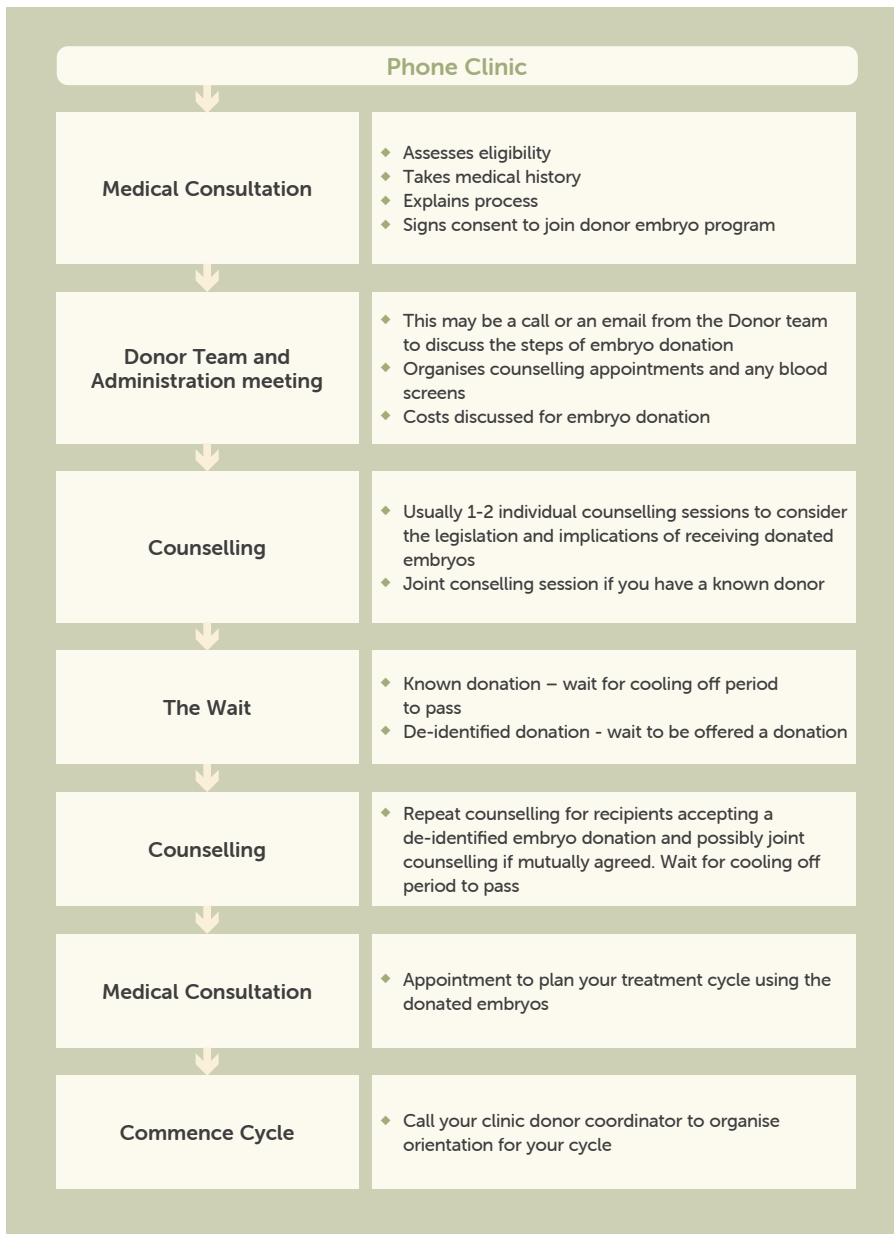 Phone Clinic
Medical Consultation
Assesses eligibility
Takes medical history
Explains process
Signs consent to join donor embryo program
Donor Team and
Administration meeting
This may be a call or an email from the Donor team
to discuss the steps of embryo donation
Organises counselling appointments and any blood
screens
Costs discussed for embryo donation
Counselling
Usually 1-2 individual counselling sessions to consider
the legislation and implications of receiving donated
embryos
Joint conselling session if you have a known donor
The Wait
Known donation – wait for cooling off period
to pass
De-identified donation - wait to be offered a donation
Counselling
Repeat counselling for recipients accepting a
de-identified embryo donation and possibly joint
counselling if mutually agreed. Wait for cooling off
period to pass
Medical Consultation
Appointment to plan your treatment cycle using the
donated embryos
Commence Cycle
Call your clinic donor coordinator to organise
orientation for your cycle